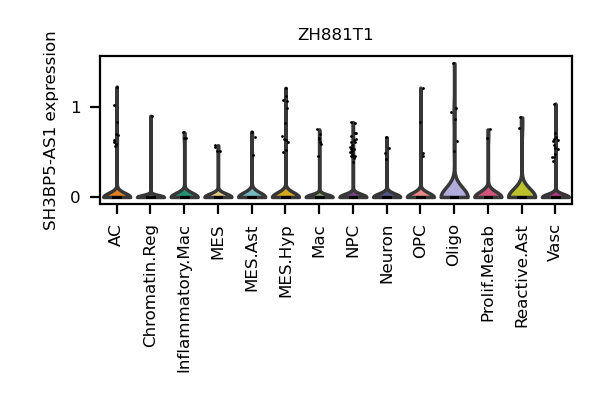 ZH881T1
SH3BP5-AS1 expression
1
0
AC
Chromatin.Reg
Inflammatory.Mac
MES
MES.Ast
MES.Hyp
Mac
NPC
Neuron
OPC
Oligo
Prolif.Metab
Reactive.Ast
Vasc